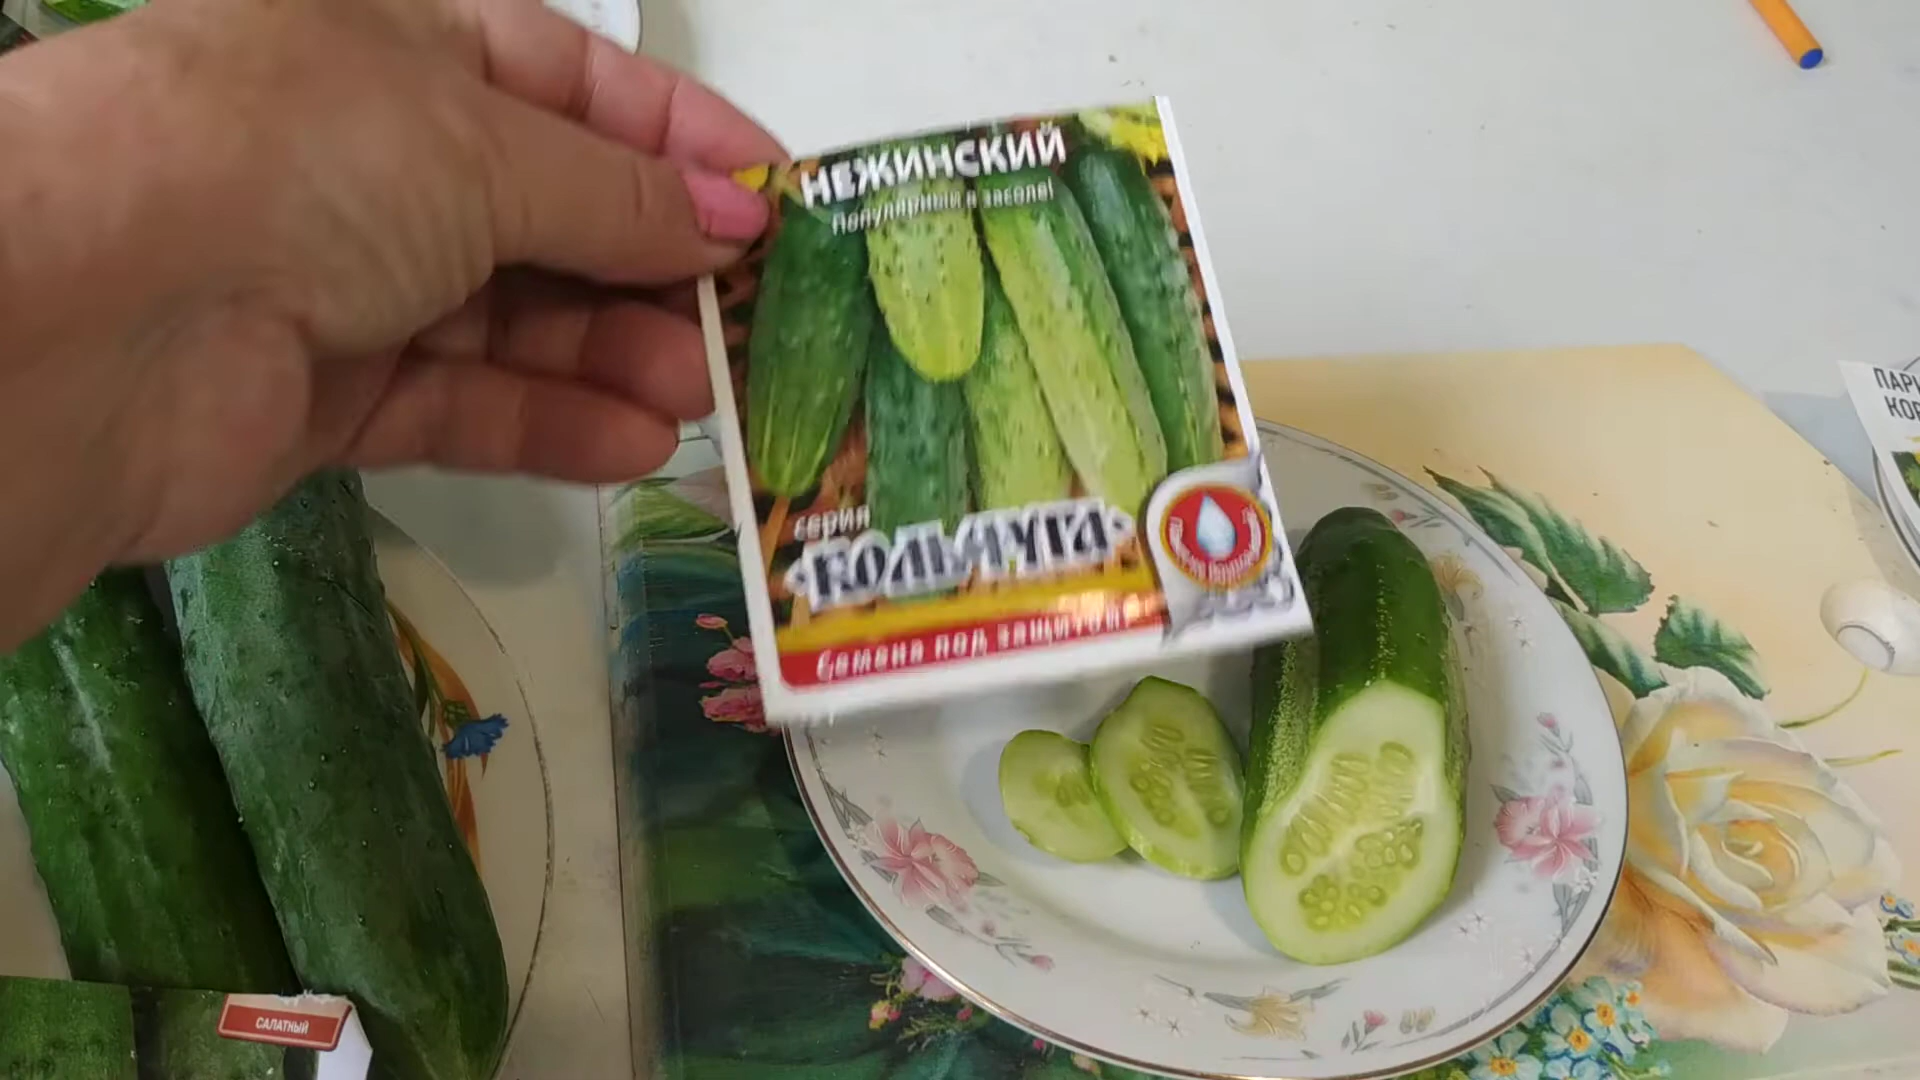 НЕЖИНСКИЙ
Популярный в засоле!
серия
«КОЛЬЧУГА»
Семена под защитой
САЛАТНЫЙ